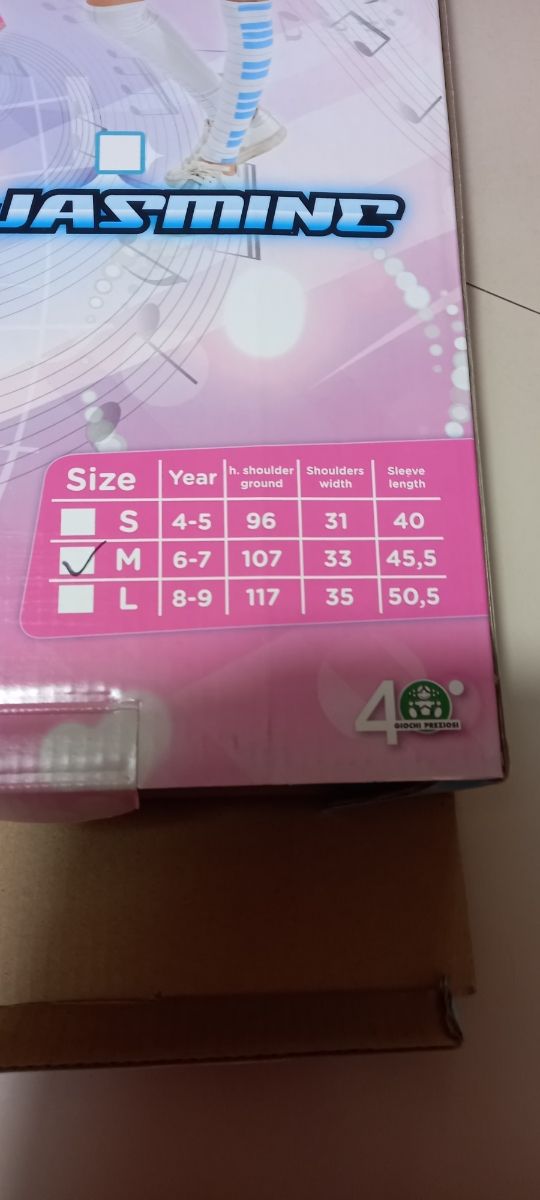 JASMINE
Size Year h. shoulder ground Shoulders width Sleeve length
S 4-5 96 31 40
M 6-7 107 33 45,5
L 8-9 117 35 50,5
40
GIOCHI PREZIOSI